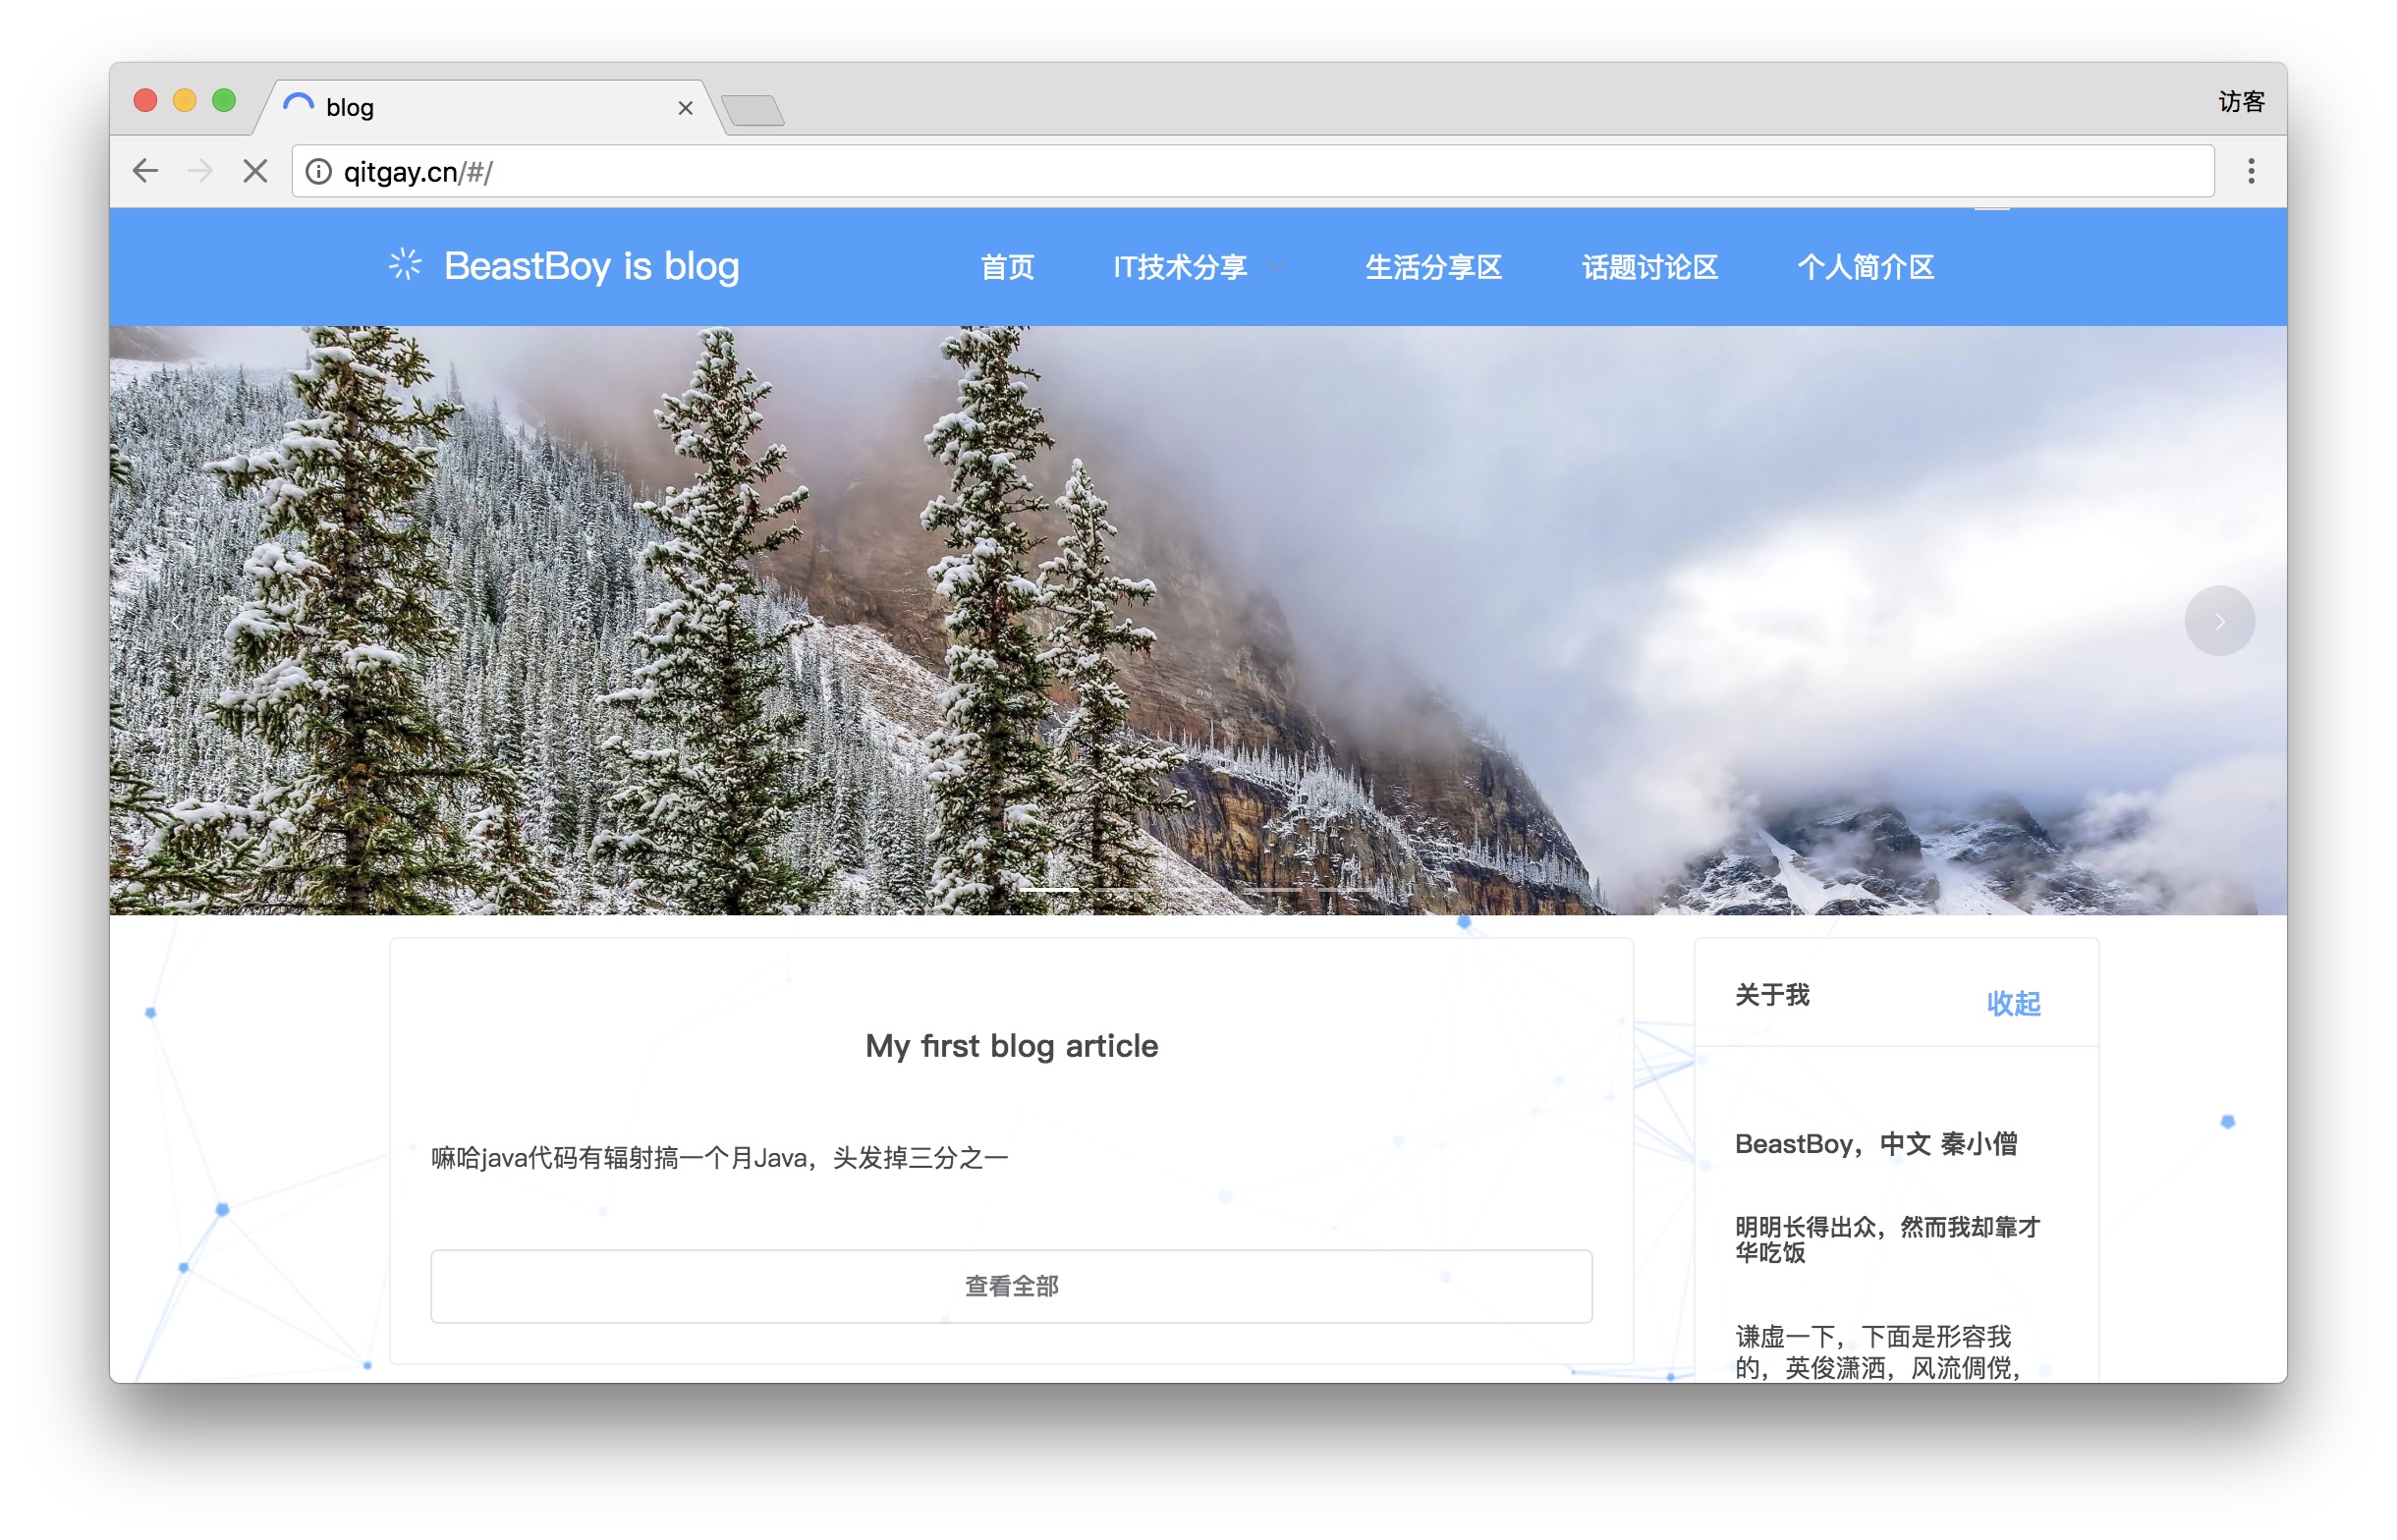 blog
访客
qitgay.cn/#/
BeastBoy is blog
首页
IT技术分享
生活分享区
话题讨论区
个人简介区
My first blog article
嘛哈java代码有辐射搞一个月Java，头发掉三分之一
查看全部
关于我
收起
BeastBoy，中文 秦小僧
明明长得出众，然而我却靠才
华吃饭
谦虚一下，下面是形容我
的，英俊潇洒，风流倜傥，